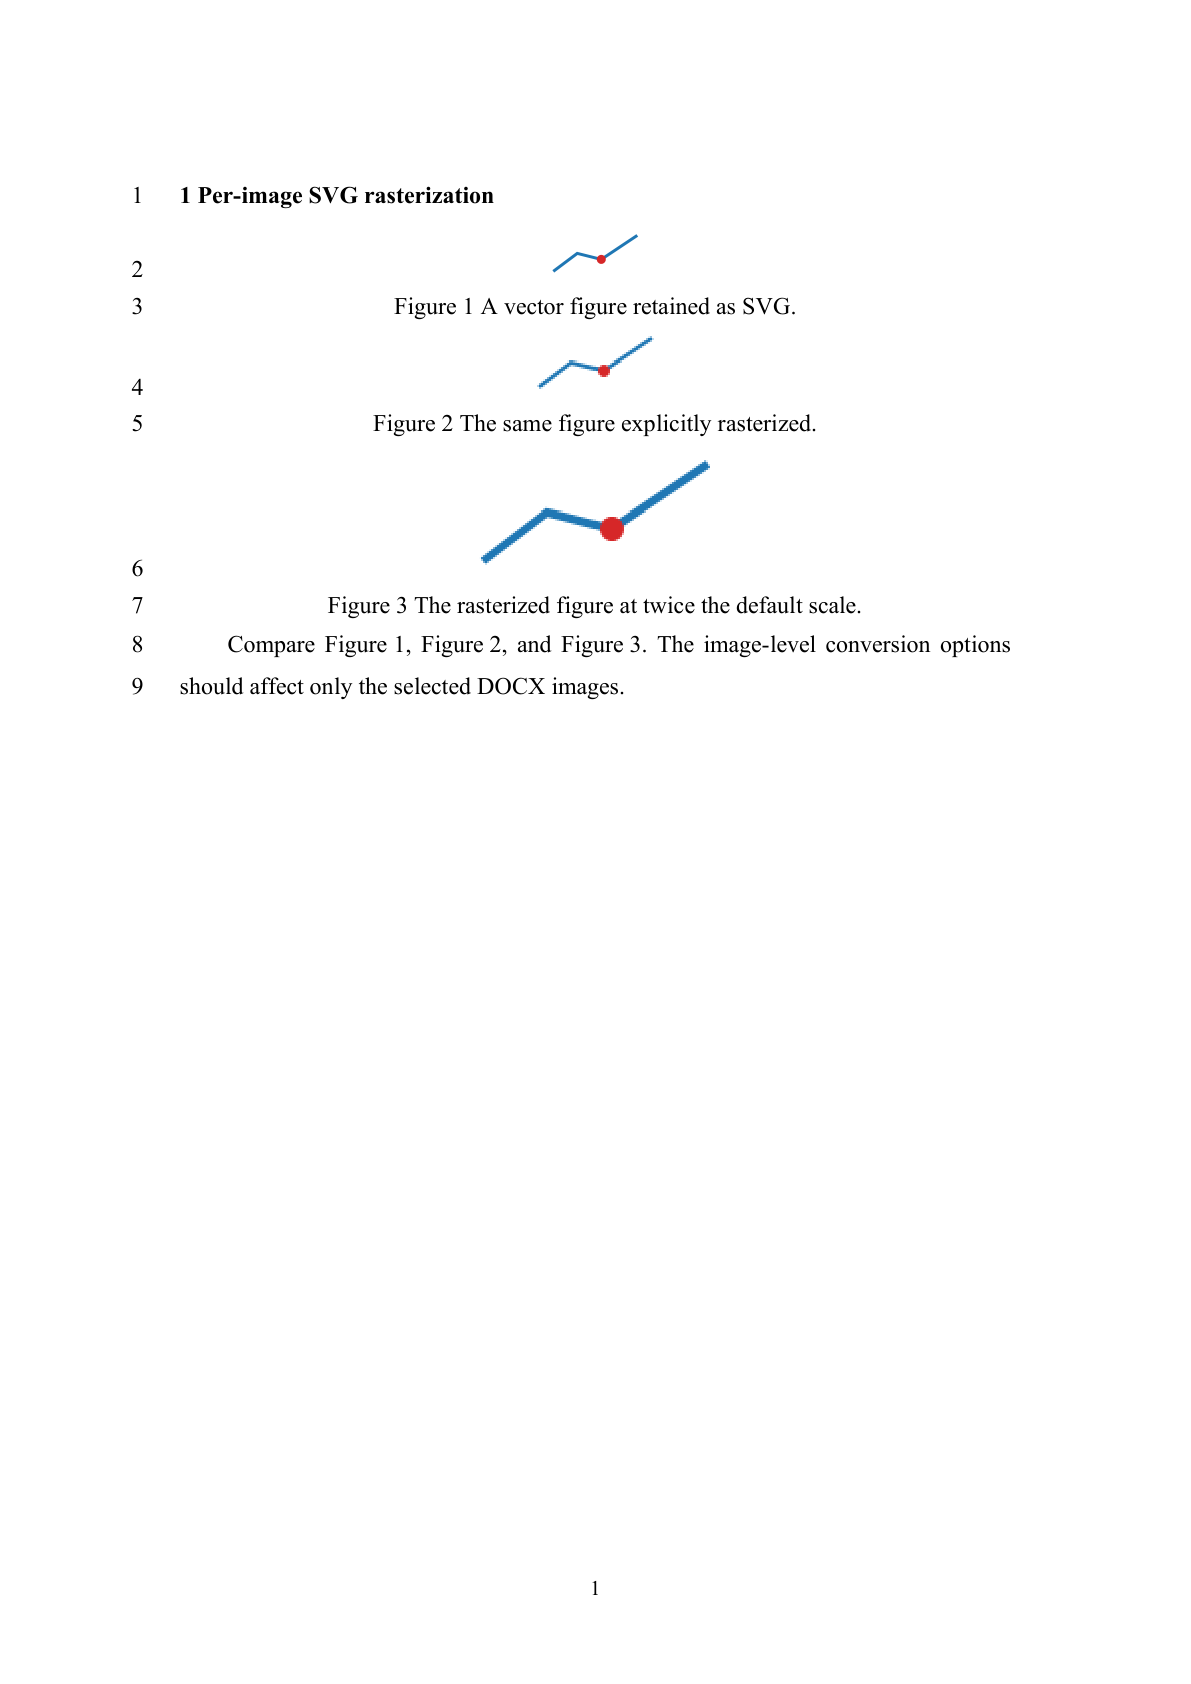 1 1 Per-image SVG rasterization
2
3 Figure 1 A vector figure retained as SVG.
4
5 Figure 2 The same figure explicitly rasterized.
6
7 Figure 3 The rasterized figure at twice the default scale.
8 Compare Figure 1, Figure 2, and Figure 3. The image-level conversion options
9 should affect only the selected DOCX images.
1